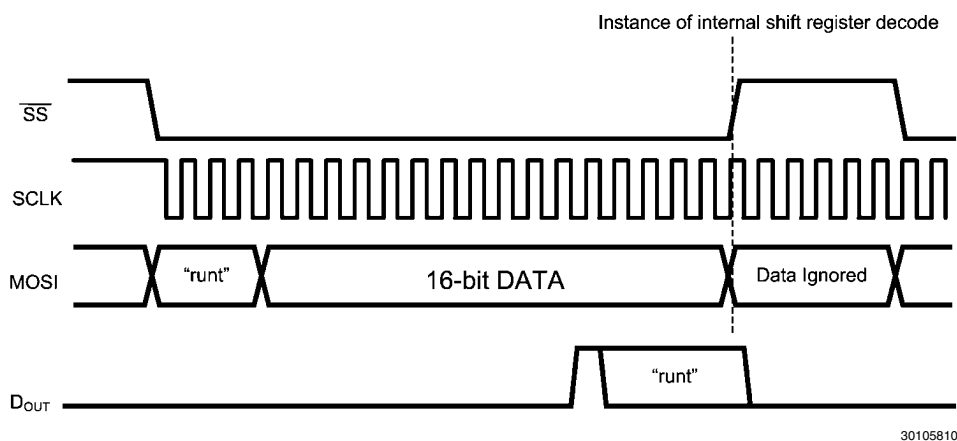 Instance of internal shift register decode
SS
SCLK
MOSI
“runt”
16-bit DATA
Data Ignored
“runt”
DOUT
30105810